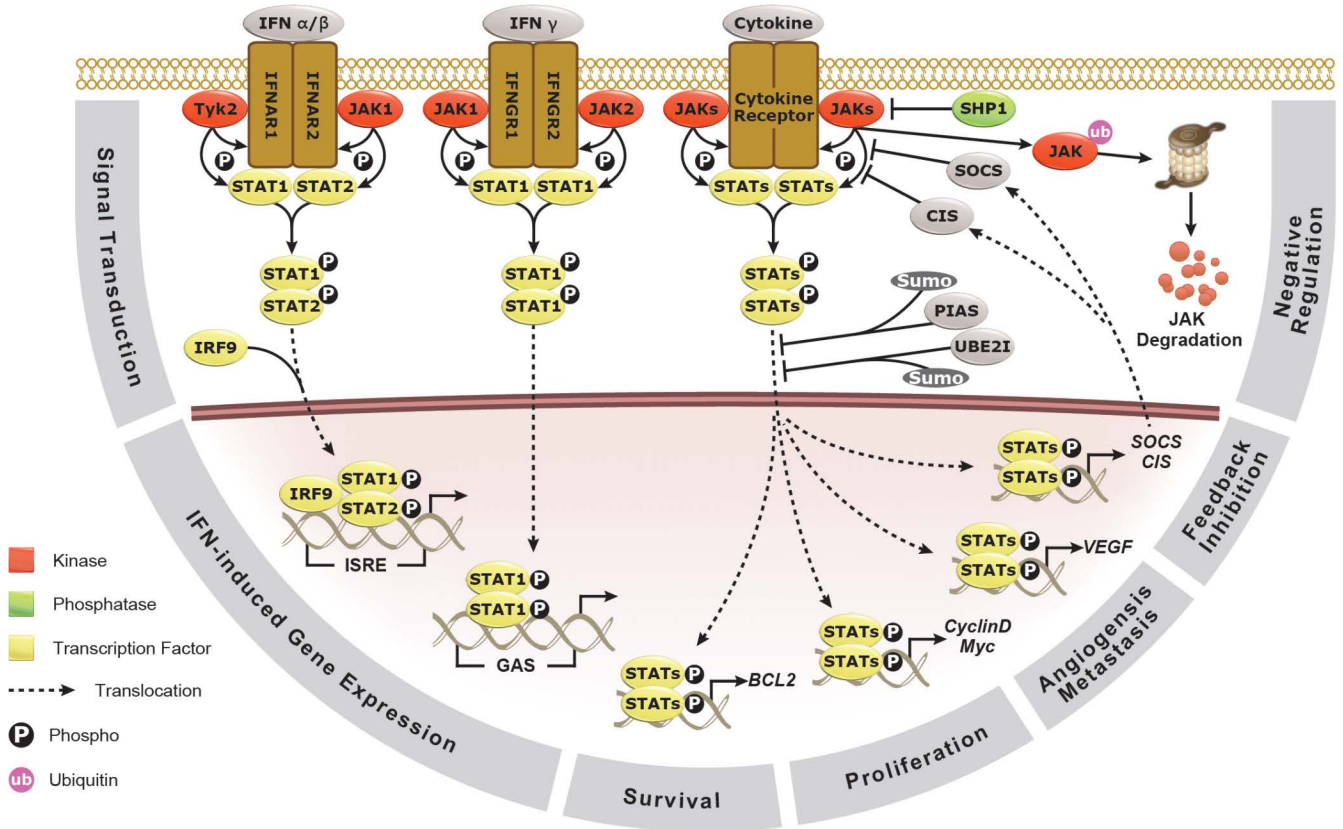 IFN α/β
IFN γ
Cytokine
IFNAR1
IFNAR2
IFNGR1
IFNGR2
Cytokine
Receptor
Tyk2
JAK1
JAK1
JAK2
JAKs
JAKs
SHP1
JAK
ub
P
P
P
P
P
P
SOCS
CIS
STAT1
STAT2
STAT1
STAT1
STATs
STATs
STAT1
P
STAT2
P
STAT1
P
STAT1
P
STATs
P
STATs
P
Sumo
PIAS
UBE2I
Sumo
JAK
Degradation
IRF9
IRF9
STAT1
P
STAT2
P
ISRE
STAT1
P
STAT1
P
GAS
STATs
P
STATs
P
BCL2
STATs
P
STATs
P
CyclinD
Myc
STATs
P
STATs
P
VEGF
STATs
P
STATs
P
SOCS
CIS
Signal Transduction
IFN-induced Gene Expression
Survival
Proliferation
Angiogensis
Metastasis
Feedback
Inhibition
Negative
Regulation
Kinase
Phosphatase
Transcription Factor
Translocation
P
Phospho
ub
Ubiquitin